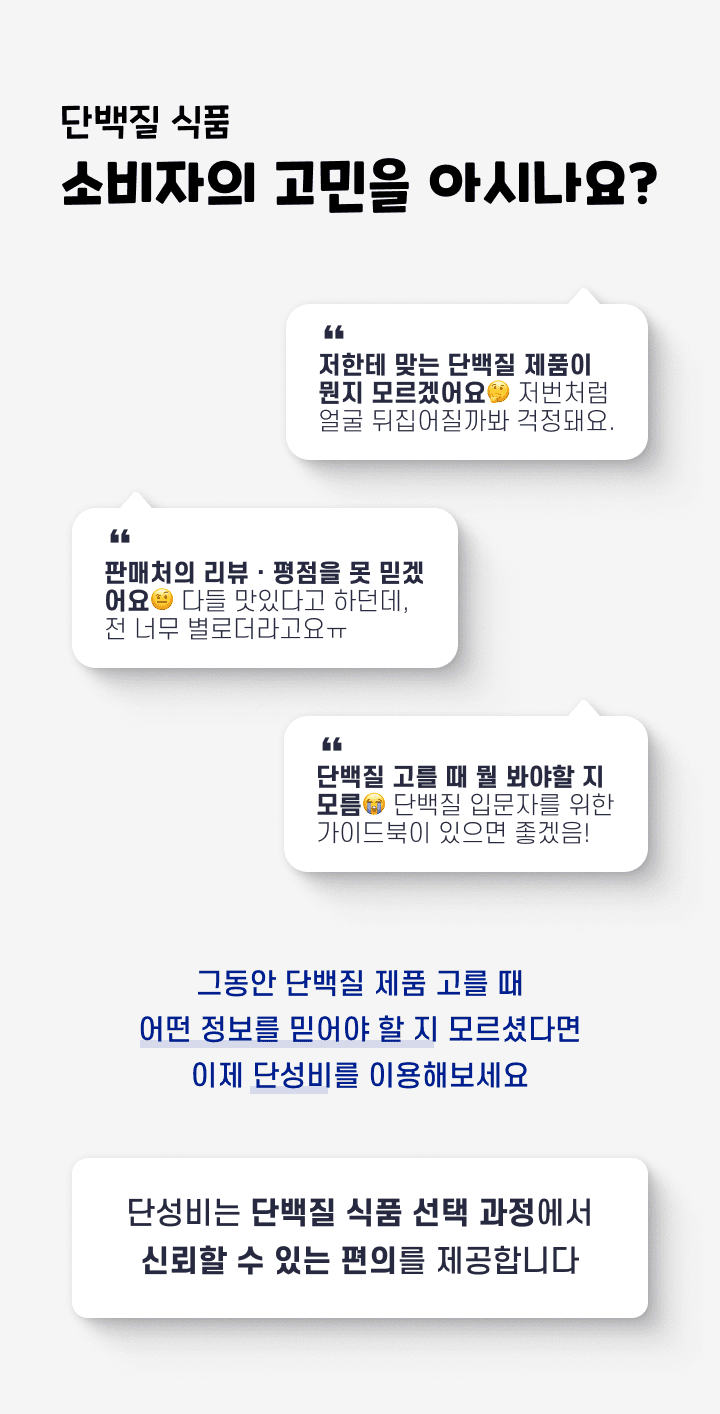 단백질 식품
소비자의 고민을 아시나요?
❝
저한테 맞는 단백질 제품이
뭔지 모르겠어요🤔 저번처럼
얼굴 뒤집어질까봐 걱정돼요.
❝
판매처의 리뷰 · 평점을 못 믿겠
어요🤨 다들 맛있다고 하던데,
전 너무 별로더라고요ㅠ
❝
단백질 고를 때 뭘 봐야할 지
모름😭 단백질 입문자를 위한
가이드북이 있으면 좋겠음!
그동안 단백질 제품 고를 때
어떤 정보를 믿어야 할 지 모르셨다면
이제 단성비를 이용해보세요
단성비는 단백질 식품 선택 과정에서
신뢰할 수 있는 편의를 제공합니다